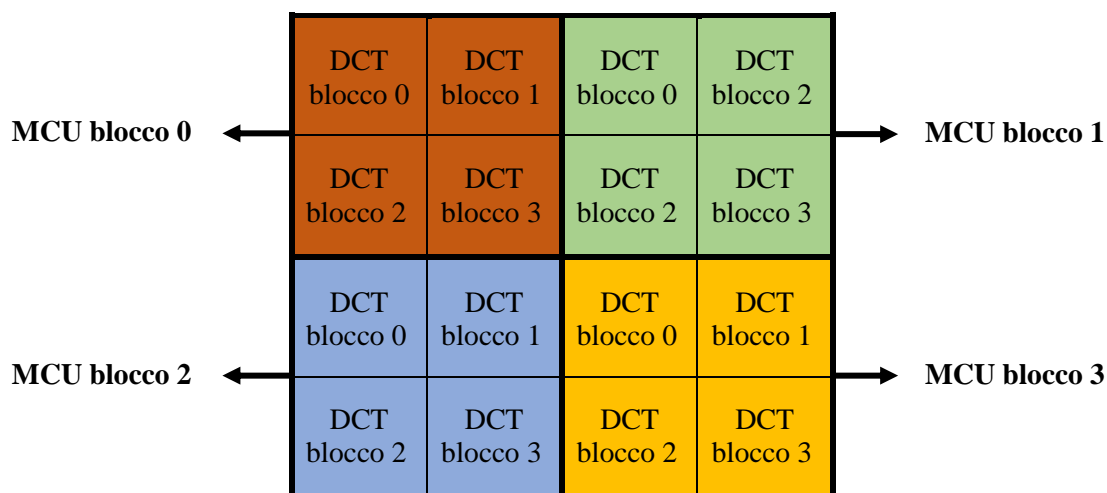 DCT
blocco 0
DCT
blocco 1
DCT
blocco 0
DCT
blocco 2
MCU blocco 0
MCU blocco 1
DCT
blocco 2
DCT
blocco 3
DCT
blocco 2
DCT
blocco 3
DCT
blocco 0
DCT
blocco 1
DCT
blocco 0
DCT
blocco 1
MCU blocco 2
MCU blocco 3
DCT
blocco 2
DCT
blocco 3
DCT
blocco 2
DCT
blocco 3